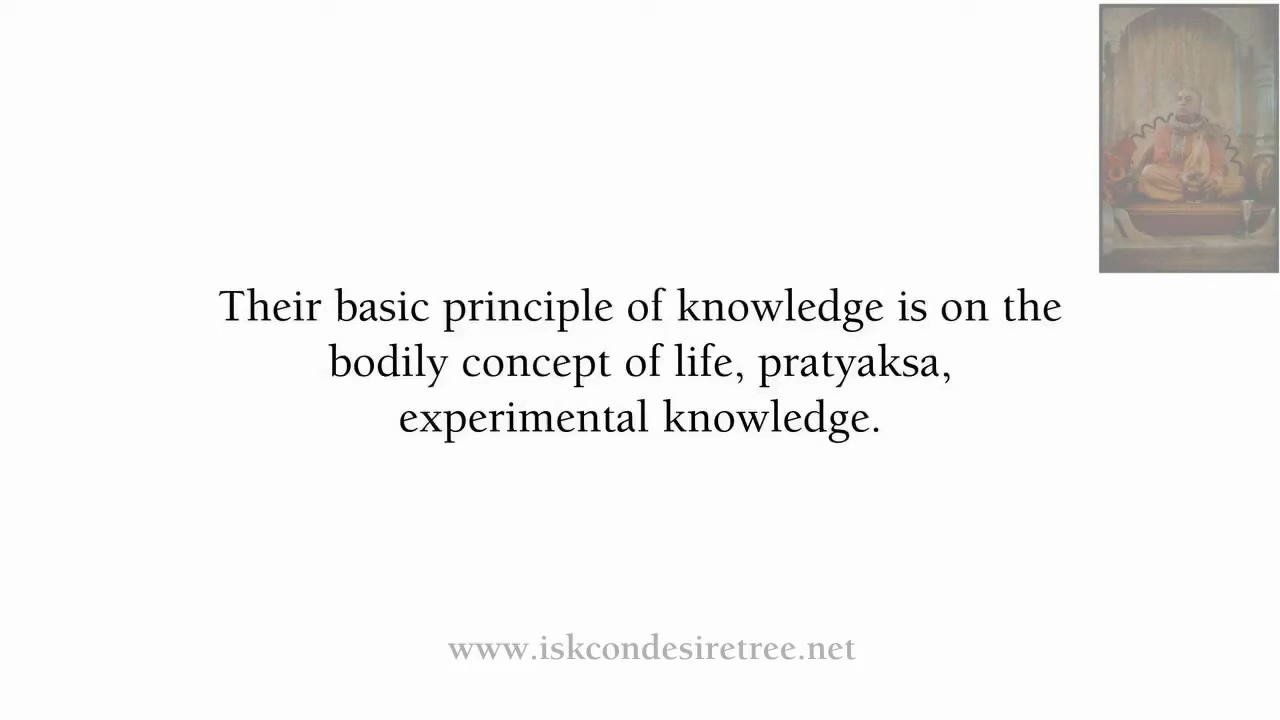 Their basic principle of knowledge is on the
bodily concept of life, pratyaksa,
experimental knowledge.
www.iskcondesiretree.net